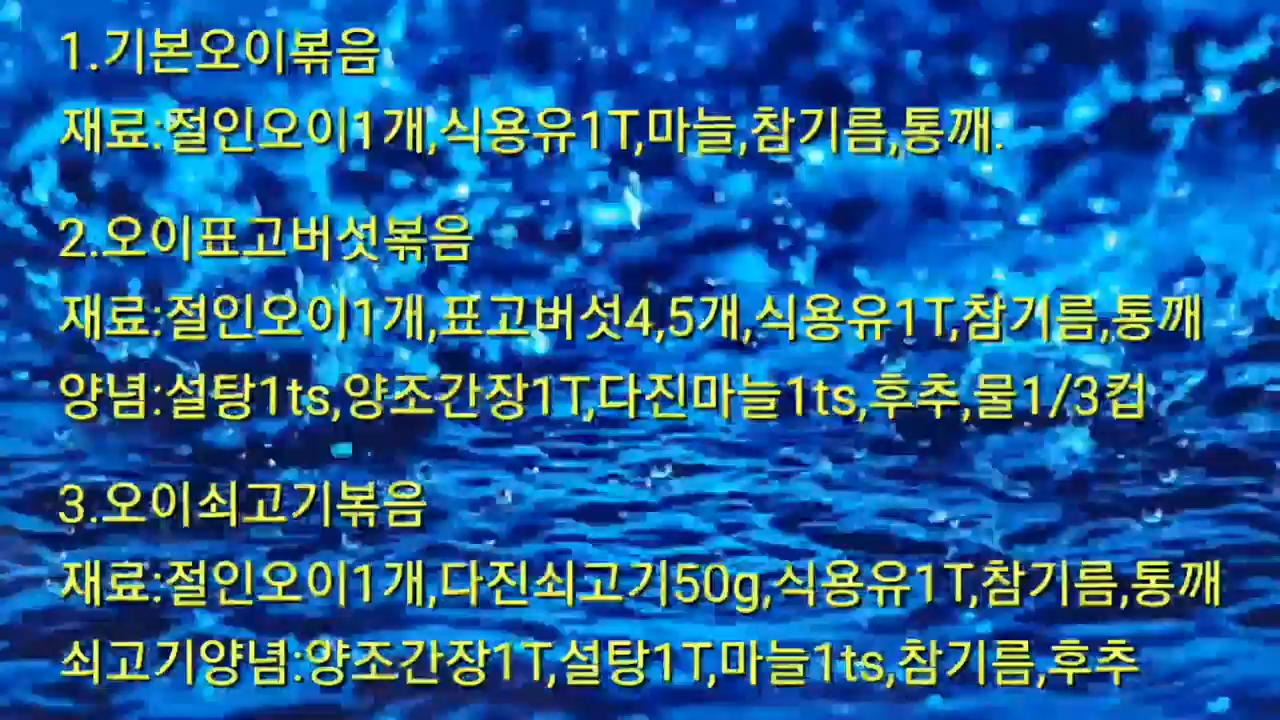 1.기본오이볶음
재료:절인오이1개,식용유1T,마늘,참기름,통깨.
2.오이표고버섯볶음
재료:절인오이1개,표고버섯4,5개,식용유1T,참기름,통깨
양념:설탕1ts,양조간장1T,다진마늘1ts,후추,물1/3컵
3.오이쇠고기볶음
재료:절인오이1개,다진쇠고기50g,식용유1T,참기름,통깨
쇠고기양념:양조간장1T,설탕1T,마늘1ts,참기름,후추